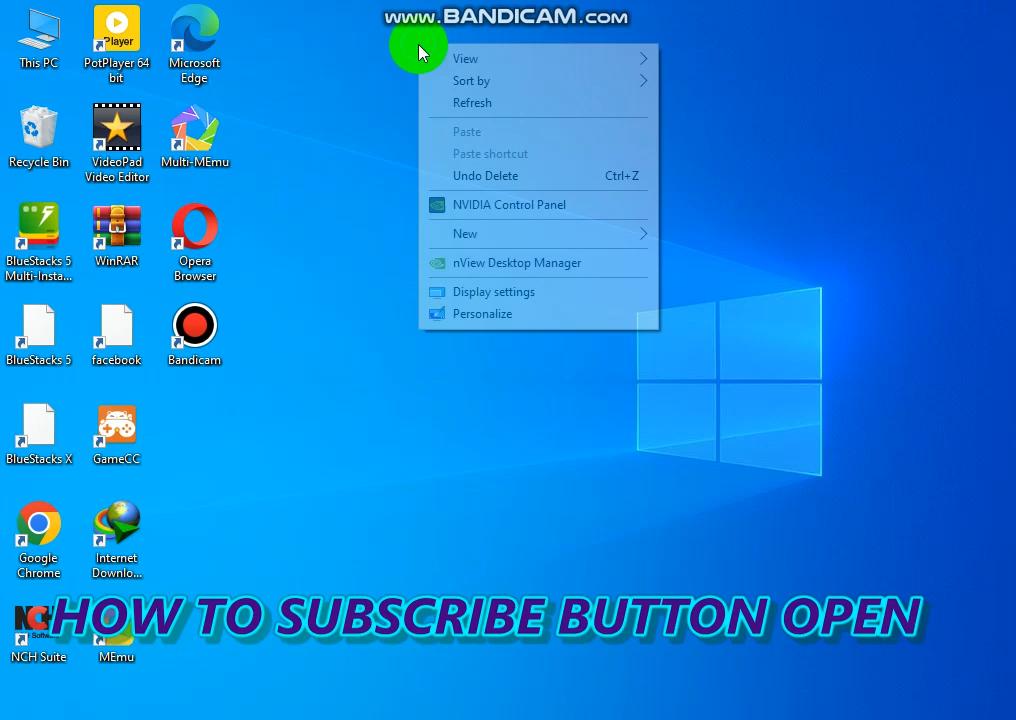 www.BANDICAM.COM
This PC
PotPlayer 64
bit
Microsoft
Edge
Player
Recycle Bin
VideoPad
Video Editor
Multi-MEmu
BlueStacks 5
Multi-Insta...
WinRAR
Opera
Browser
BlueStacks 5
facebook
Bandicam
BlueStacks X
GameCC
Google
Chrome
Internet
Downlo...
NCH Suite
MEmu
View
Sort by
Refresh
Paste
Paste shortcut
Undo Delete Ctrl+Z
NVIDIA Control Panel
New
nView Desktop Manager
Display settings
Personalize
HOW TO SUBSCRIBE BUTTON OPEN